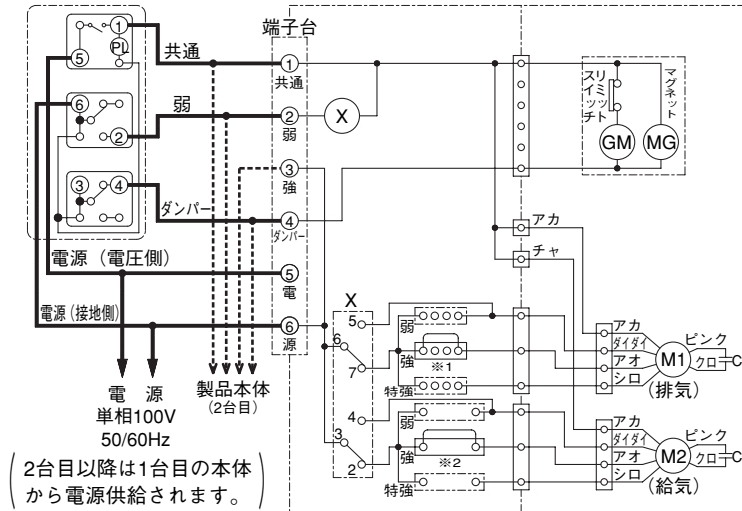 端子台
①
PL
⑤
共通
①
共通
⑥
②
弱
②
弱
X
③
強
③
④
ダンパー
④
ダンパー
電源（電圧側）
⑤
電
電源(接地側)
⑥
源
電　源
単相100V
50/60Hz
製品本体
(2台目)
2台目以降は1台目の本体
から電源供給されます。
リミット
スイッチ
マグネット
GM
MG
アカ
チャ
X
5
6
7
弱
強
※1
特強
4
3
2
弱
強
※2
特強
アカ
ダイダイ
アオ
シロ
M1
(排気)
ピンク
クロ
C
アカ
ダイダイ
アオ
シロ
M2
(給気)
ピンク
クロ
C